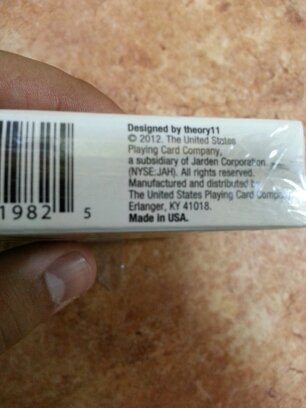 Designed by theory11
© 2012. The United States
Playing Card Company,
a subsidiary of Jarden Corporation
(NYSE:JAH). All rights reserved.
Manufactured and distributed by
The United States Playing Card Company
Erlanger, KY 41018.
Made in USA.
1982 5